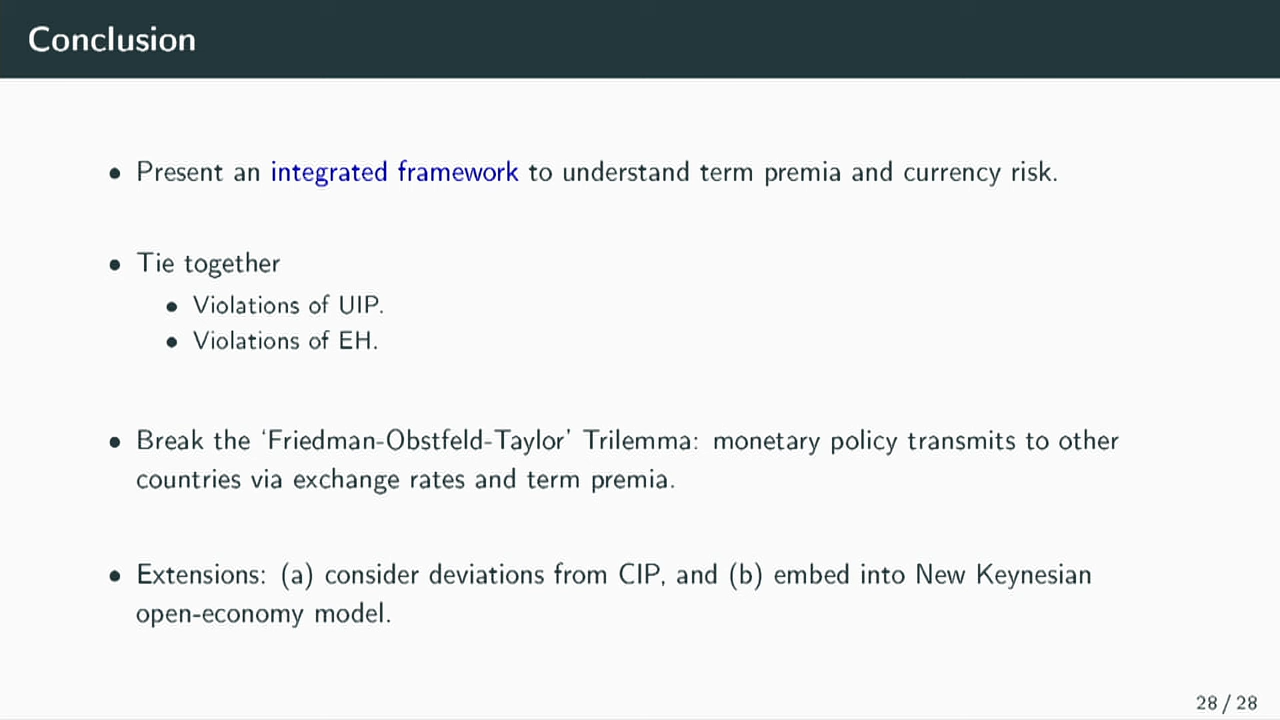 Conclusion
• Present an integrated framework to understand term premia and currency risk.
• Tie together
• Violations of UIP.
• Violations of EH.
• Break the ‘Friedman-Obstfeld-Taylor’ Trilemma: monetary policy transmits to other
countries via exchange rates and term premia.
• Extensions: (a) consider deviations from CIP, and (b) embed into New Keynesian
open-economy model.
28 / 28